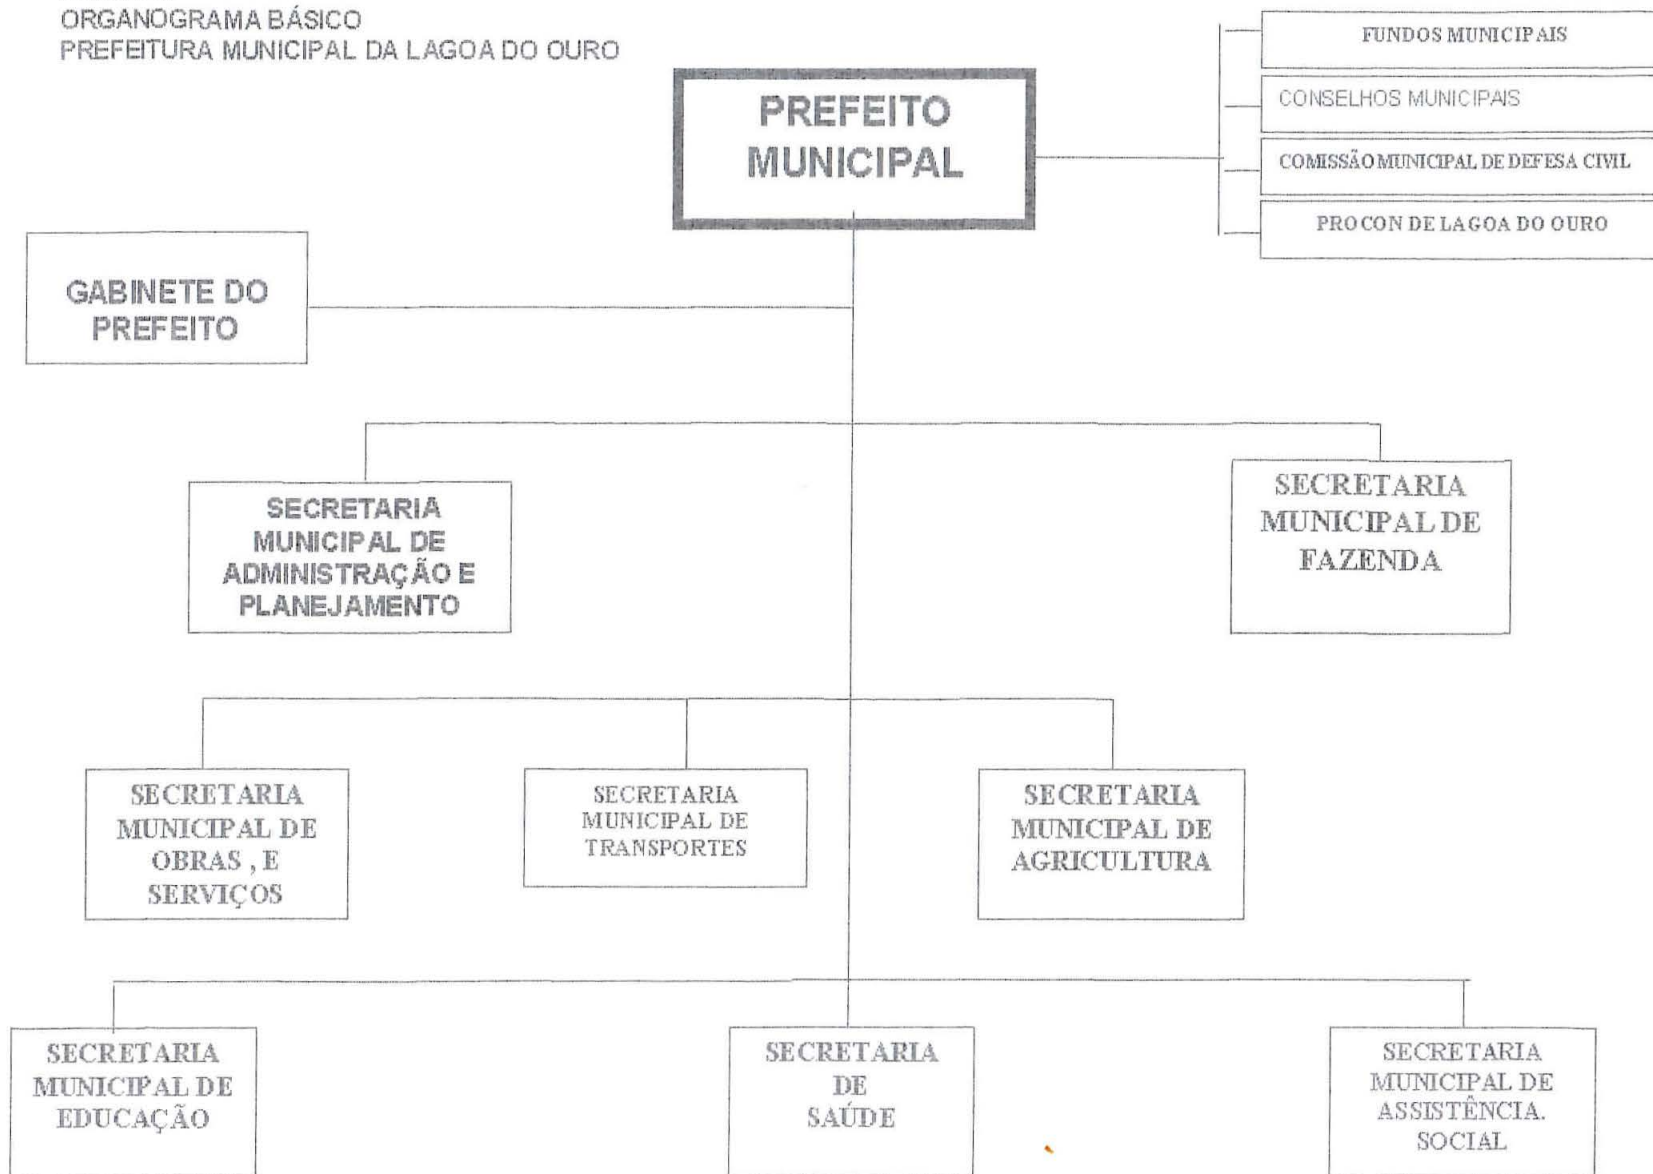 ORGANOGRAMA BÁSICO
PREFEITURA MUNICIPAL DA LAGOA DO OURO
FUNDOS MUNICIPAIS
CONSELHOS MUNICIPAIS
COMISSÃO MUNICIPAL DE DEFESA CIVIL
PROCON DE LAGOA DO OURO
PREFEITO
MUNICIPAL
GABINETE DO
PREFEITO
SECRETARIA
MUNICIPAL DE
ADMINISTRAÇÃO E
PLANEJAMENTO
SECRETARIA
MUNICIPAL DE
FAZENDA
SECRETARIA
MUNICIPAL DE
OBRAS , E
SERVIÇOS
SECRETARIA
MUNICIPAL DE
TRANSPORTES
SECRETARIA
MUNICIPAL DE
AGRICULTURA
SECRETARIA
MUNICIPAL DE
EDUCAÇÃO
SECRETARIA
DE
SAÚDE
SECRETARIA
MUNICIPAL DE
ASSISTÊNCIA.
SOCIAL